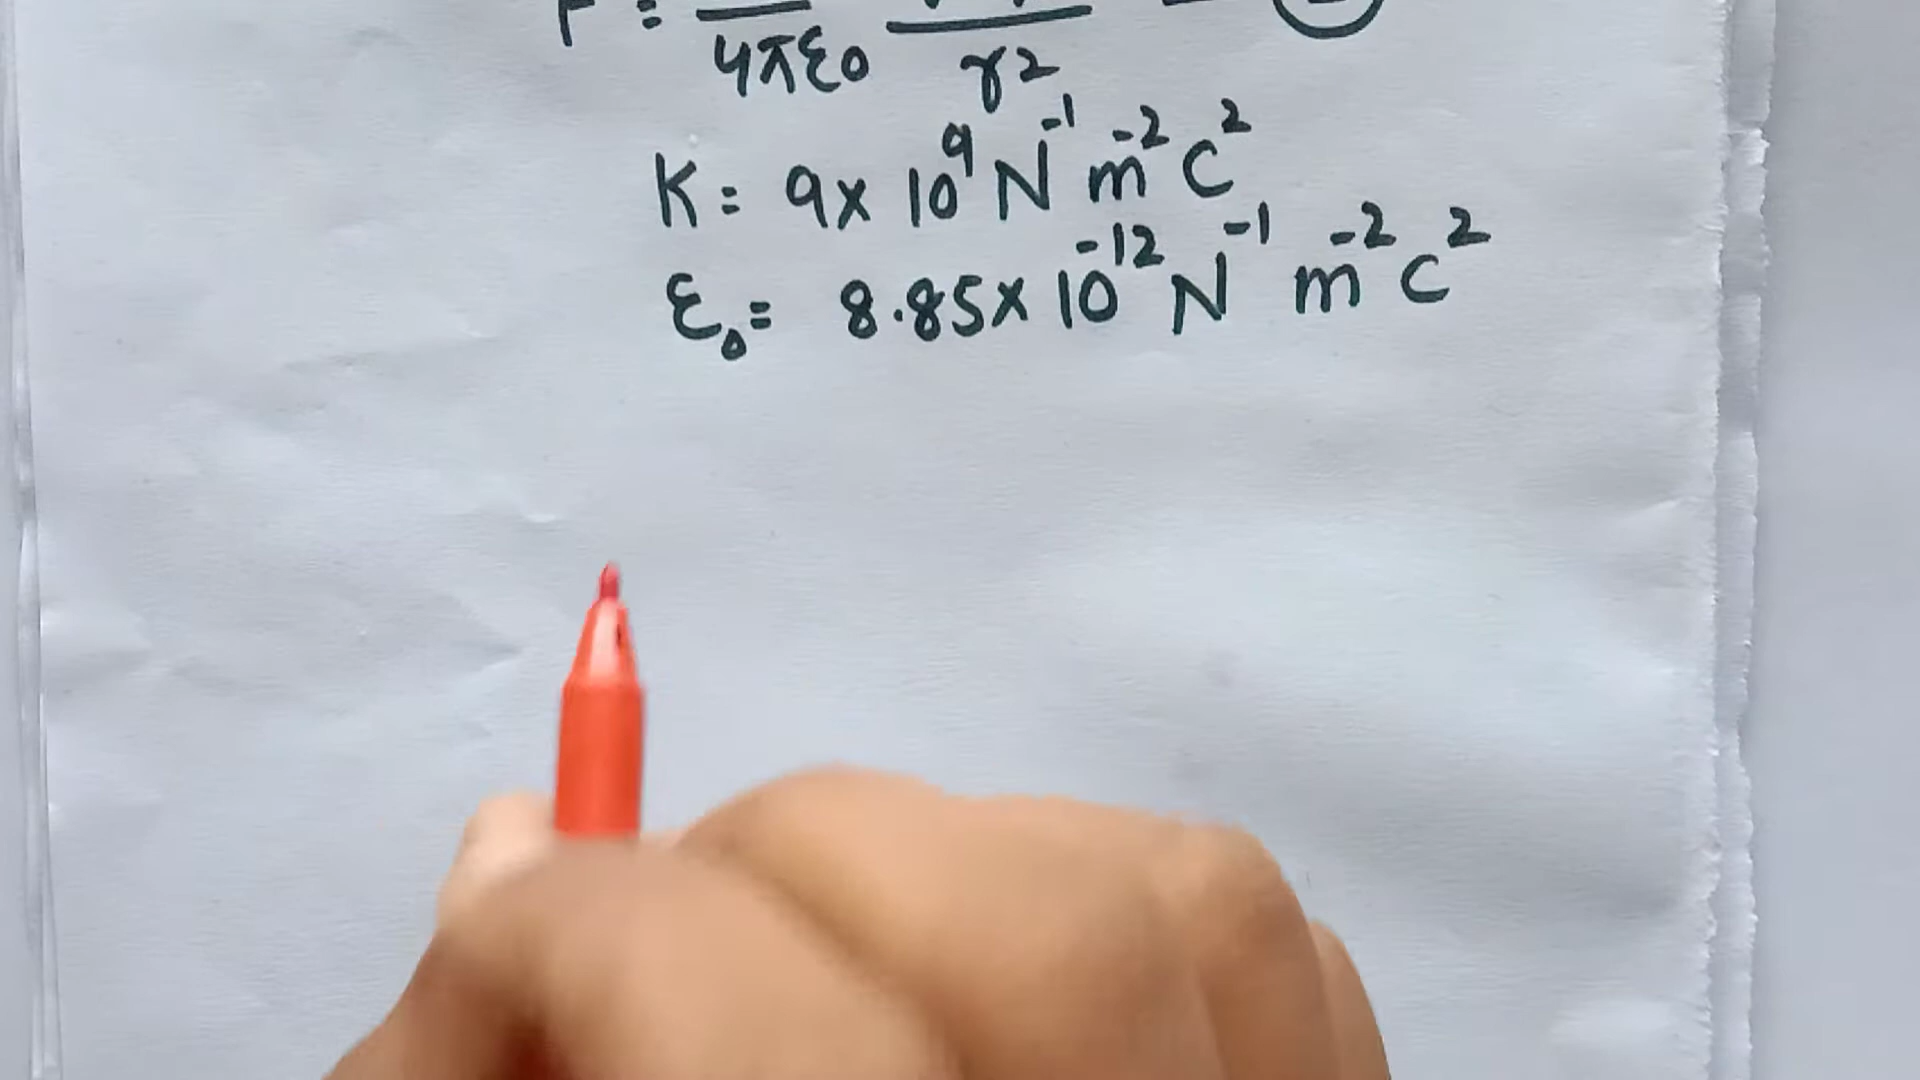 4πε0 r2
K = 9 x 10⁹ N⁻¹ m⁻² C²
ε₀ = 8.85 x 10⁻¹² N⁻¹ m⁻² C²